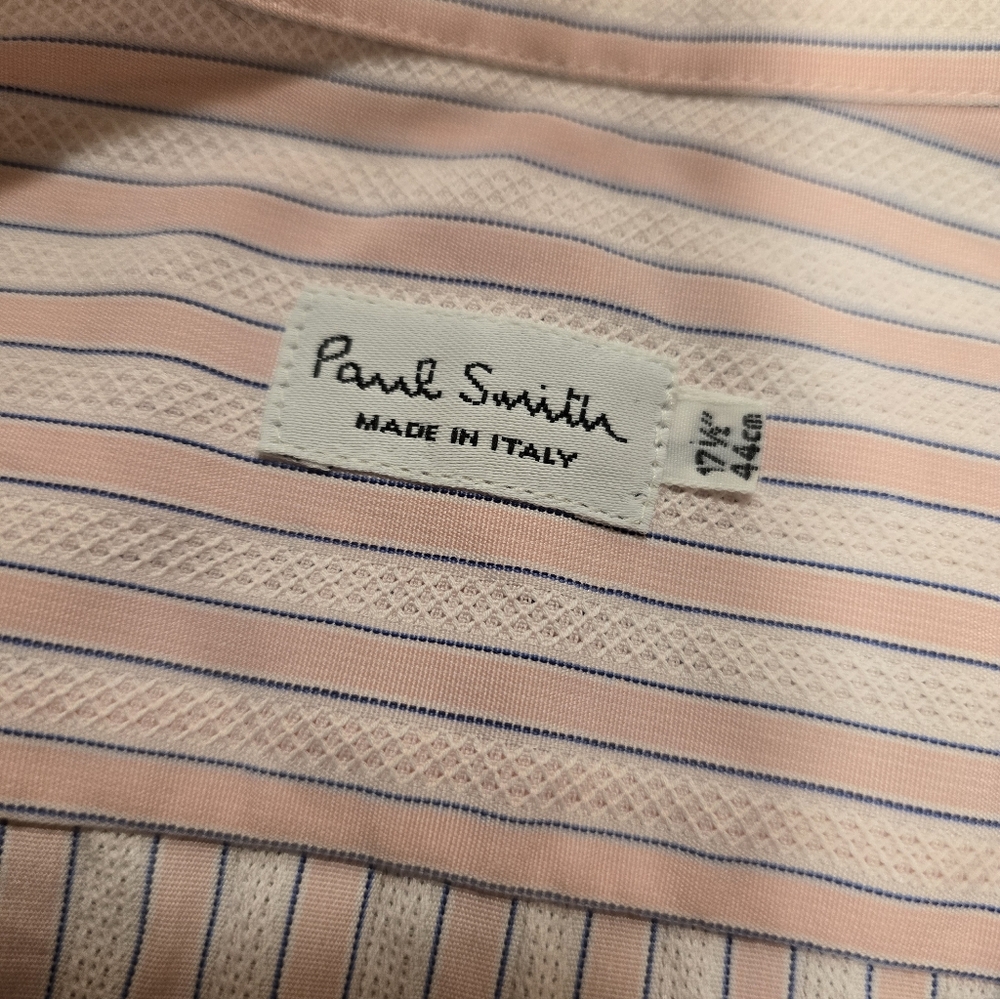 Paul Smith
MADE IN ITALY
17½"
44cm